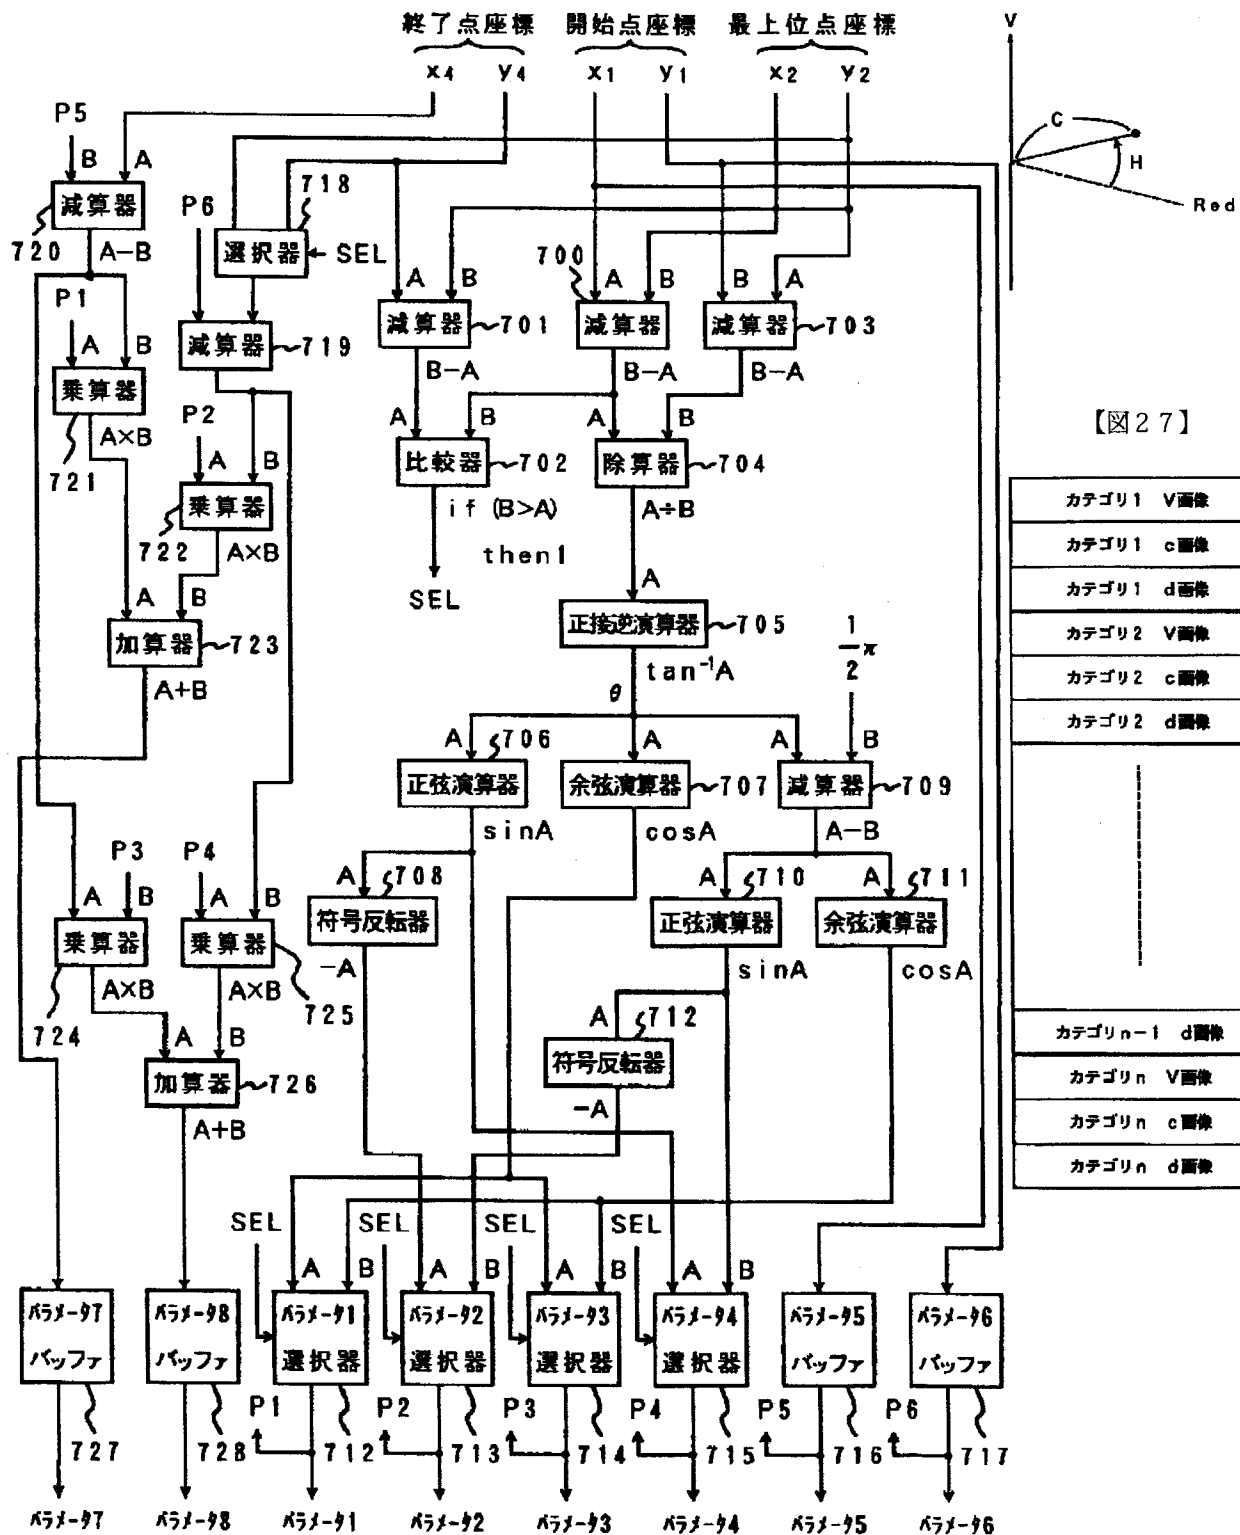 終了点座標 開始点座標 最上位点座標
x4 y4 x1 y1 x2 y2
V
C
H
Red
P5
B A
減算器
720
A−B
P6
718
選択器
SEL
P1
A B
乗算器
721
A×B
減算器
719
P2
A B
乗算器
722
A×B
A B
加算器
723
A+B
A B
減算器
701
B−A
700
A B
減算器
B−A
B A
減算器
703
B−A
A B
比較器
702
if (B>A)
then1
SEL
A B
除算器
704
A÷B
A
正接逆演算器
705
tan⁻¹A
θ
1
2
π
A 706
正弦演算器
sinA
A
余弦演算器
707
cosA
A B
減算器
709
A−B
A 708
符号反転器
−A
A 710
正弦演算器
sinA
A 711
余弦演算器
cosA
A 712
符号反転器
−A
P3
A B
乗算器
724
A×B
P4
A B
乗算器
725
A×B
A B
加算器
726
A+B
SEL SEL SEL SEL
A B A B A B A B
パラメータ7
バッファ
パラメータ8
バッファ
パラメータ1
選択器
パラメータ2
選択器
パラメータ3
選択器
パラメータ4
選択器
パラメータ5
バッファ
パラメータ6
バッファ
P1 P2 P3 P4 P5 P6
727 728 712 713 714 715 716 717
パラメータ7 パラメータ8 パラメータ1 パラメータ2 パラメータ3 パラメータ4 パラメータ5 パラメータ6
【図27】
カテゴリ1 V画像
カテゴリ1 c画像
カテゴリ1 d画像
カテゴリ2 V画像
カテゴリ2 c画像
カテゴリ2 d画像
カテゴリn−1 d画像
カテゴリn V画像
カテゴリn c画像
カテゴリn d画像